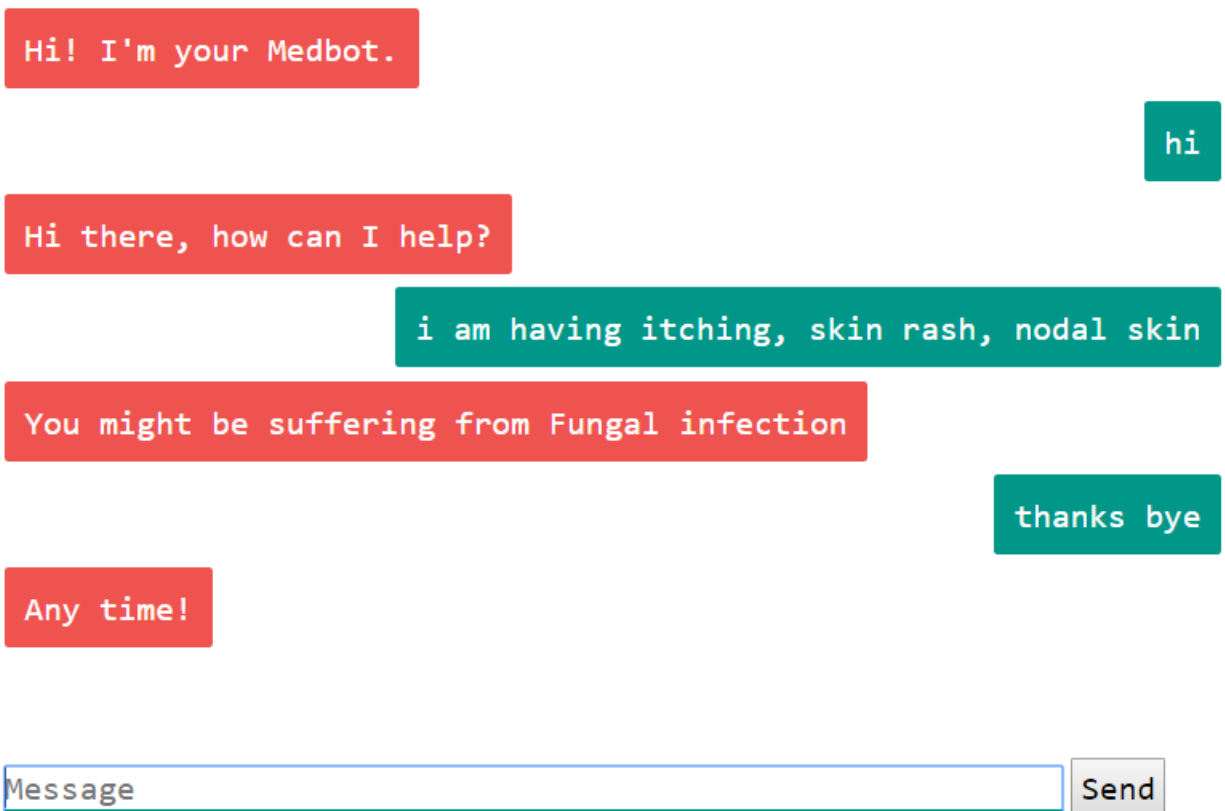 Hi! I'm your Medbot.
hi
Hi there, how can I help?
i am having itching, skin rash, nodal skin
You might be suffering from Fungal infection
thanks bye
Any time!
Message
Send